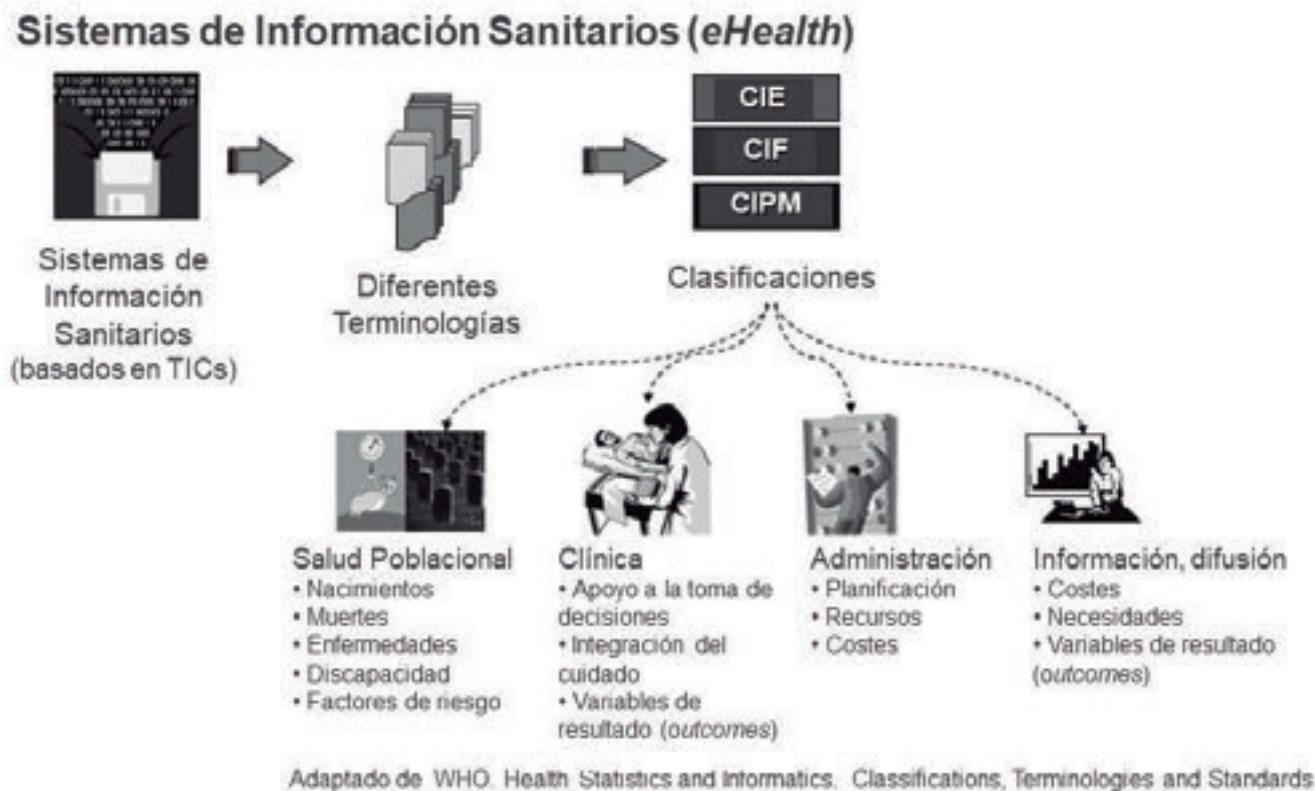 Sistemas de Información Sanitarios (eHealth)
CIE
CIF
CIPM
Sistemas de
Información
Sanitarios
(basados en TICs)
Diferentes
Terminologías
Clasificaciones
Salud Poblacional
• Nacimientos
• Muertes
• Enfermedades
• Discapacidad
• Factores de riesgo
Clínica
• Apoyo a la toma de
decisiones
• Integración del
cuidado
• Variables de
resultado (outcomes)
Administración
• Planificación
• Recursos
• Costes
Información, difusión
• Costes
• Necesidades
• Variables de resultado
(outcomes)
Adaptado de WHO. Health Statistics and Informatics. Classifications, Terminologies and Standards